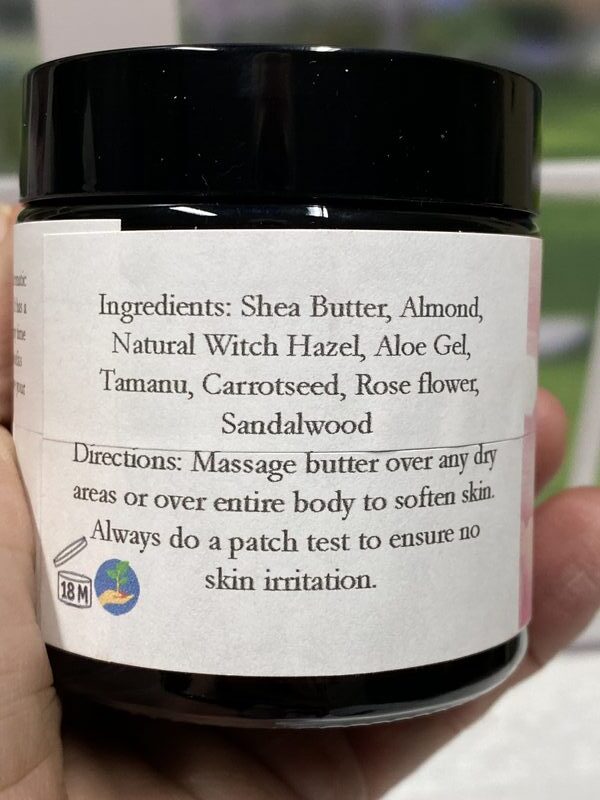 Ingredients: Shea Butter, Almond,
Natural Witch Hazel, Aloe Gel,
Tamanu, Carrotseed, Rose flower,
Sandalwood
Directions: Massage butter over any dry
areas or over entire body to soften skin.
Always do a patch test to ensure no
skin irritation.
18 M